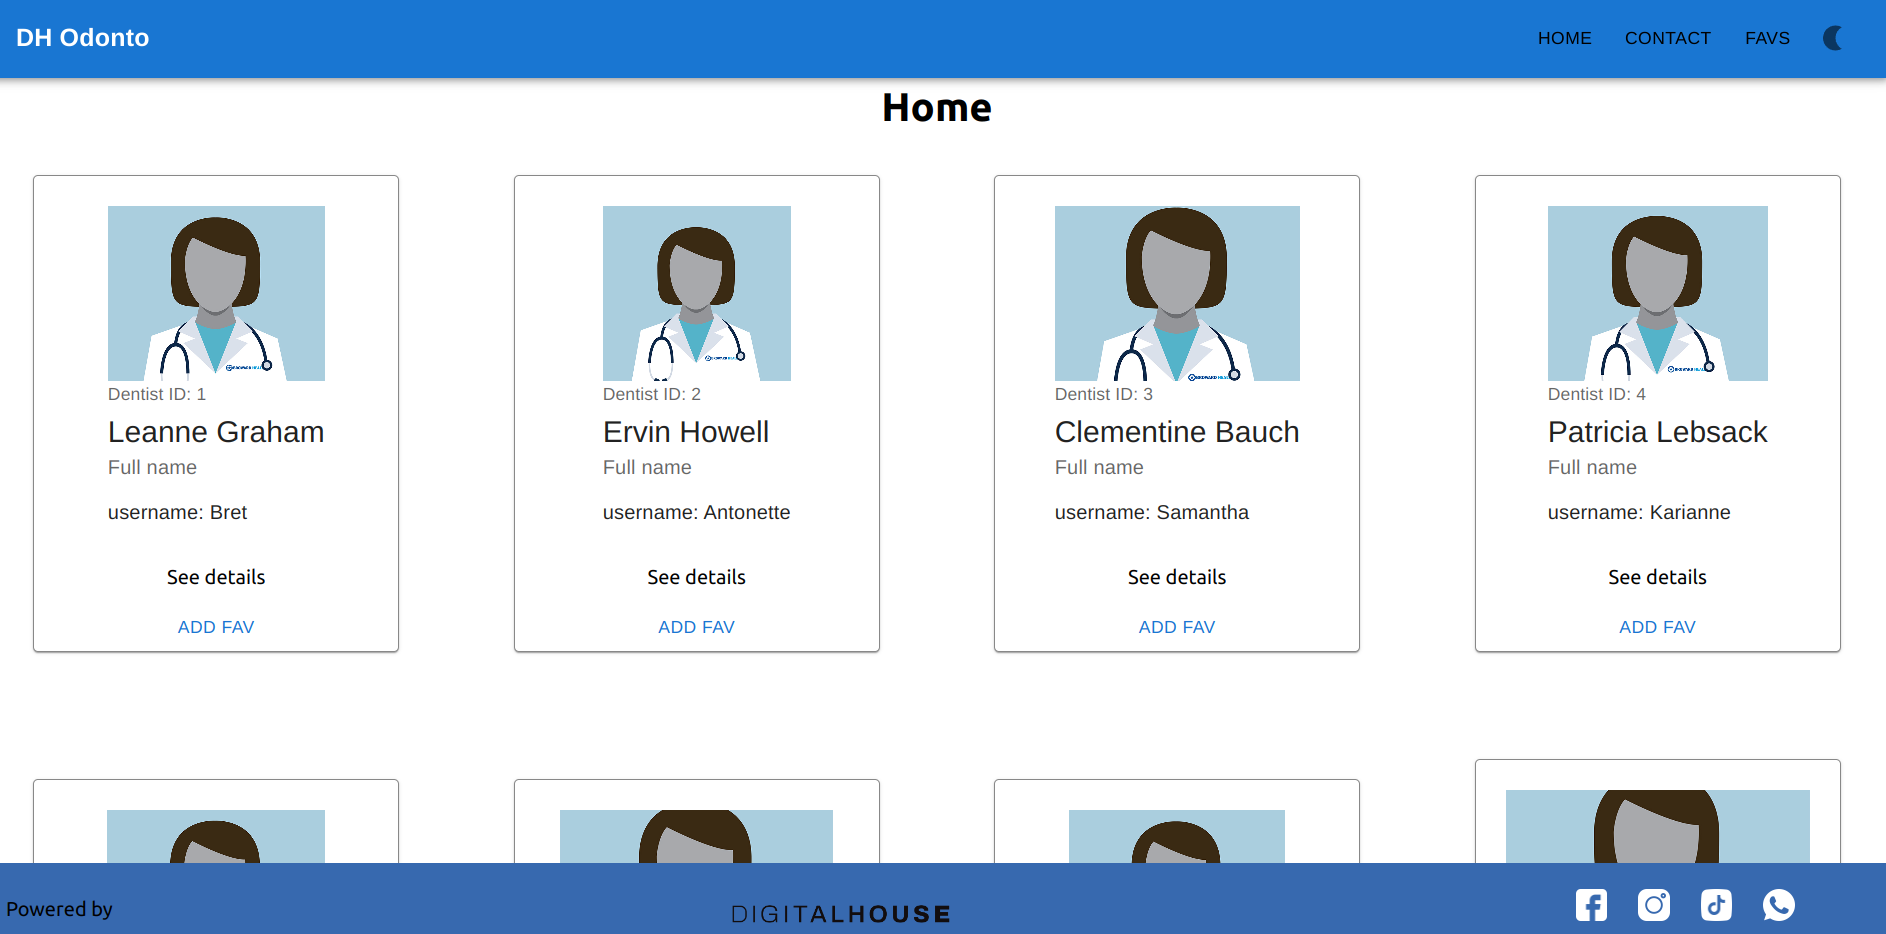 DH Odonto
HOME CONTACT FAVS
Home
Dentist ID: 1
Leanne Graham
Full name
username: Bret
See details
ADD FAV
Dentist ID: 2
Ervin Howell
Full name
username: Antonette
See details
ADD FAV
Dentist ID: 3
Clementine Bauch
Full name
username: Samantha
See details
ADD FAV
Dentist ID: 4
Patricia Lebsack
Full name
username: Karianne
See details
ADD FAV
Powered by
DIGITALHOUSE